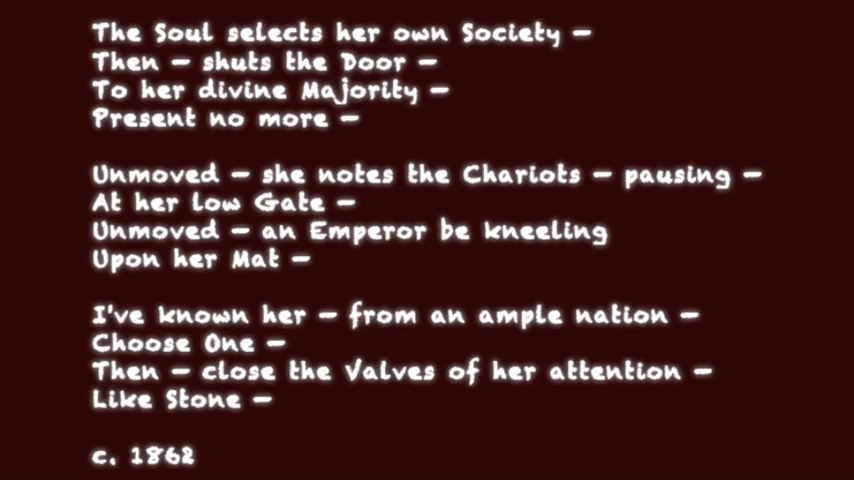 The Soul selects her own Society –
Then – shuts the Door –
To her divine Majority –
Present no more –
Unmoved – she notes the Chariots – pausing –
At her low Gate –
Unmoved – an Emperor be kneeling
Upon her Mat –
I've known her – from an ample nation –
Choose One –
Then – close the Valves of her attention –
Like Stone –
c. 1862